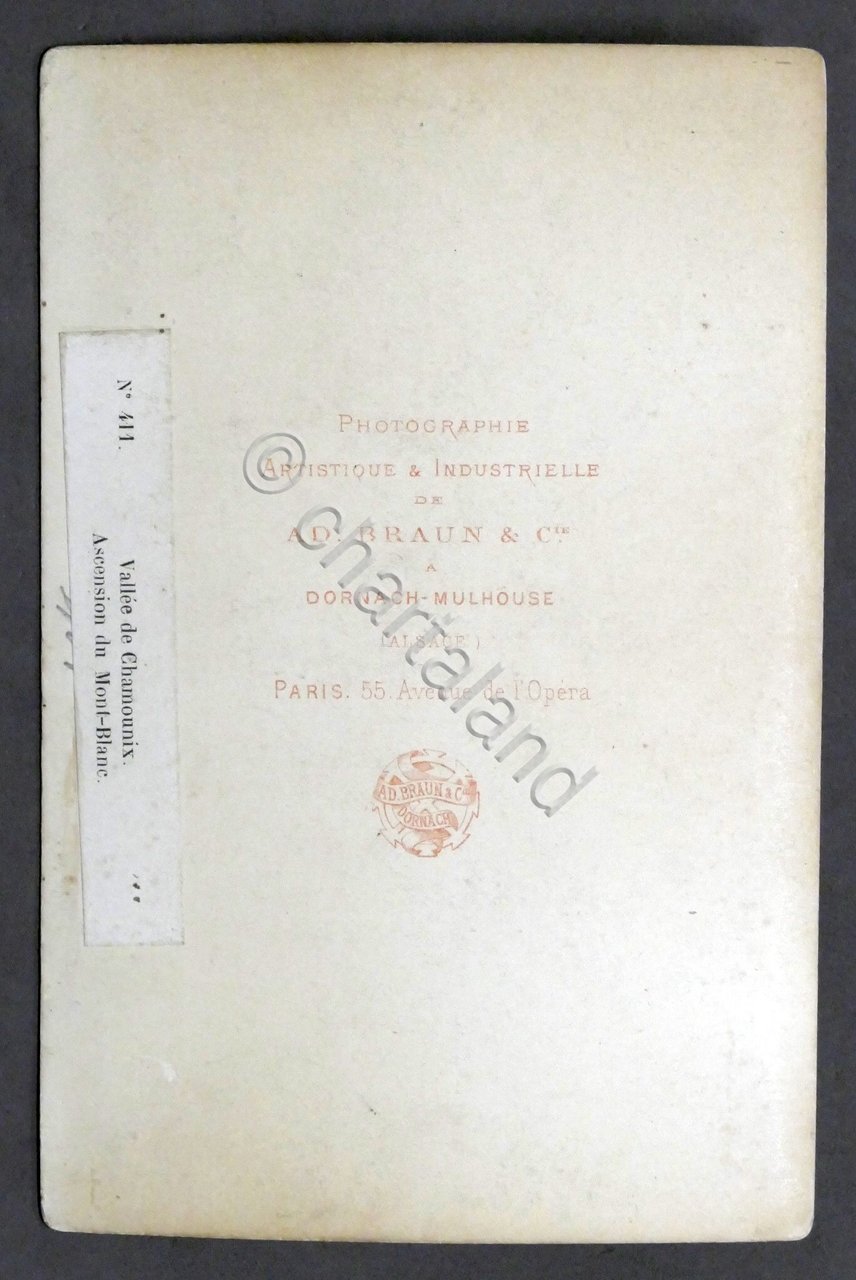 N° 411.
Vallée de Chamounix.
Ascension du Mont-Blanc.
PHOTOGRAPHIE
ARTISTIQUE & INDUSTRIELLE
DE
AD. BRAUN & CIE
A
DORNACH-MULHOUSE
(ALSACE)
PARIS. 55. Avenue de l'Opéra
AD. BRAUN & Cie
DORNACH
© chartaland